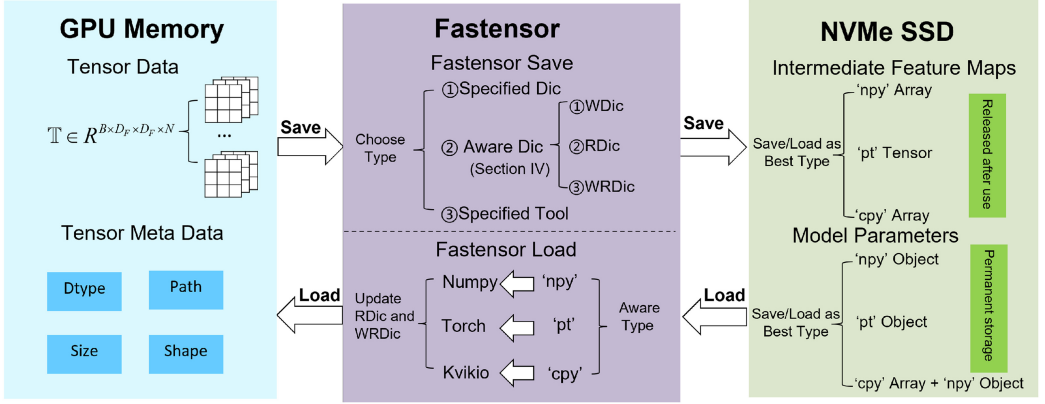 GPU Memory
Tensor Data
𝕋 ∈ R^{B×D_F×D_F×N}
...
Tensor Meta Data
Dtype
Path
Size
Shape
Save
Load
Fastensor
Fastensor Save
Choose
Type
①Specified Dic
② Aware Dic
(Section IV)
③Specified Tool
①WDic
②RDic
③WRDic
Fastensor Load
Update
RDic and
WRDic
Numpy
'npy'
Torch
'pt'
Kvikio
'cpy'
Aware
Type
Save
Load
NVMe SSD
Intermediate Feature Maps
Save/Load as
Best Type
'npy' Array
'pt' Tensor
'cpy' Array
Released after use
Model Parameters
Save/Load as
Best Type
'npy' Object
'pt' Object
'cpy' Array + 'npy' Object
Permanent storage